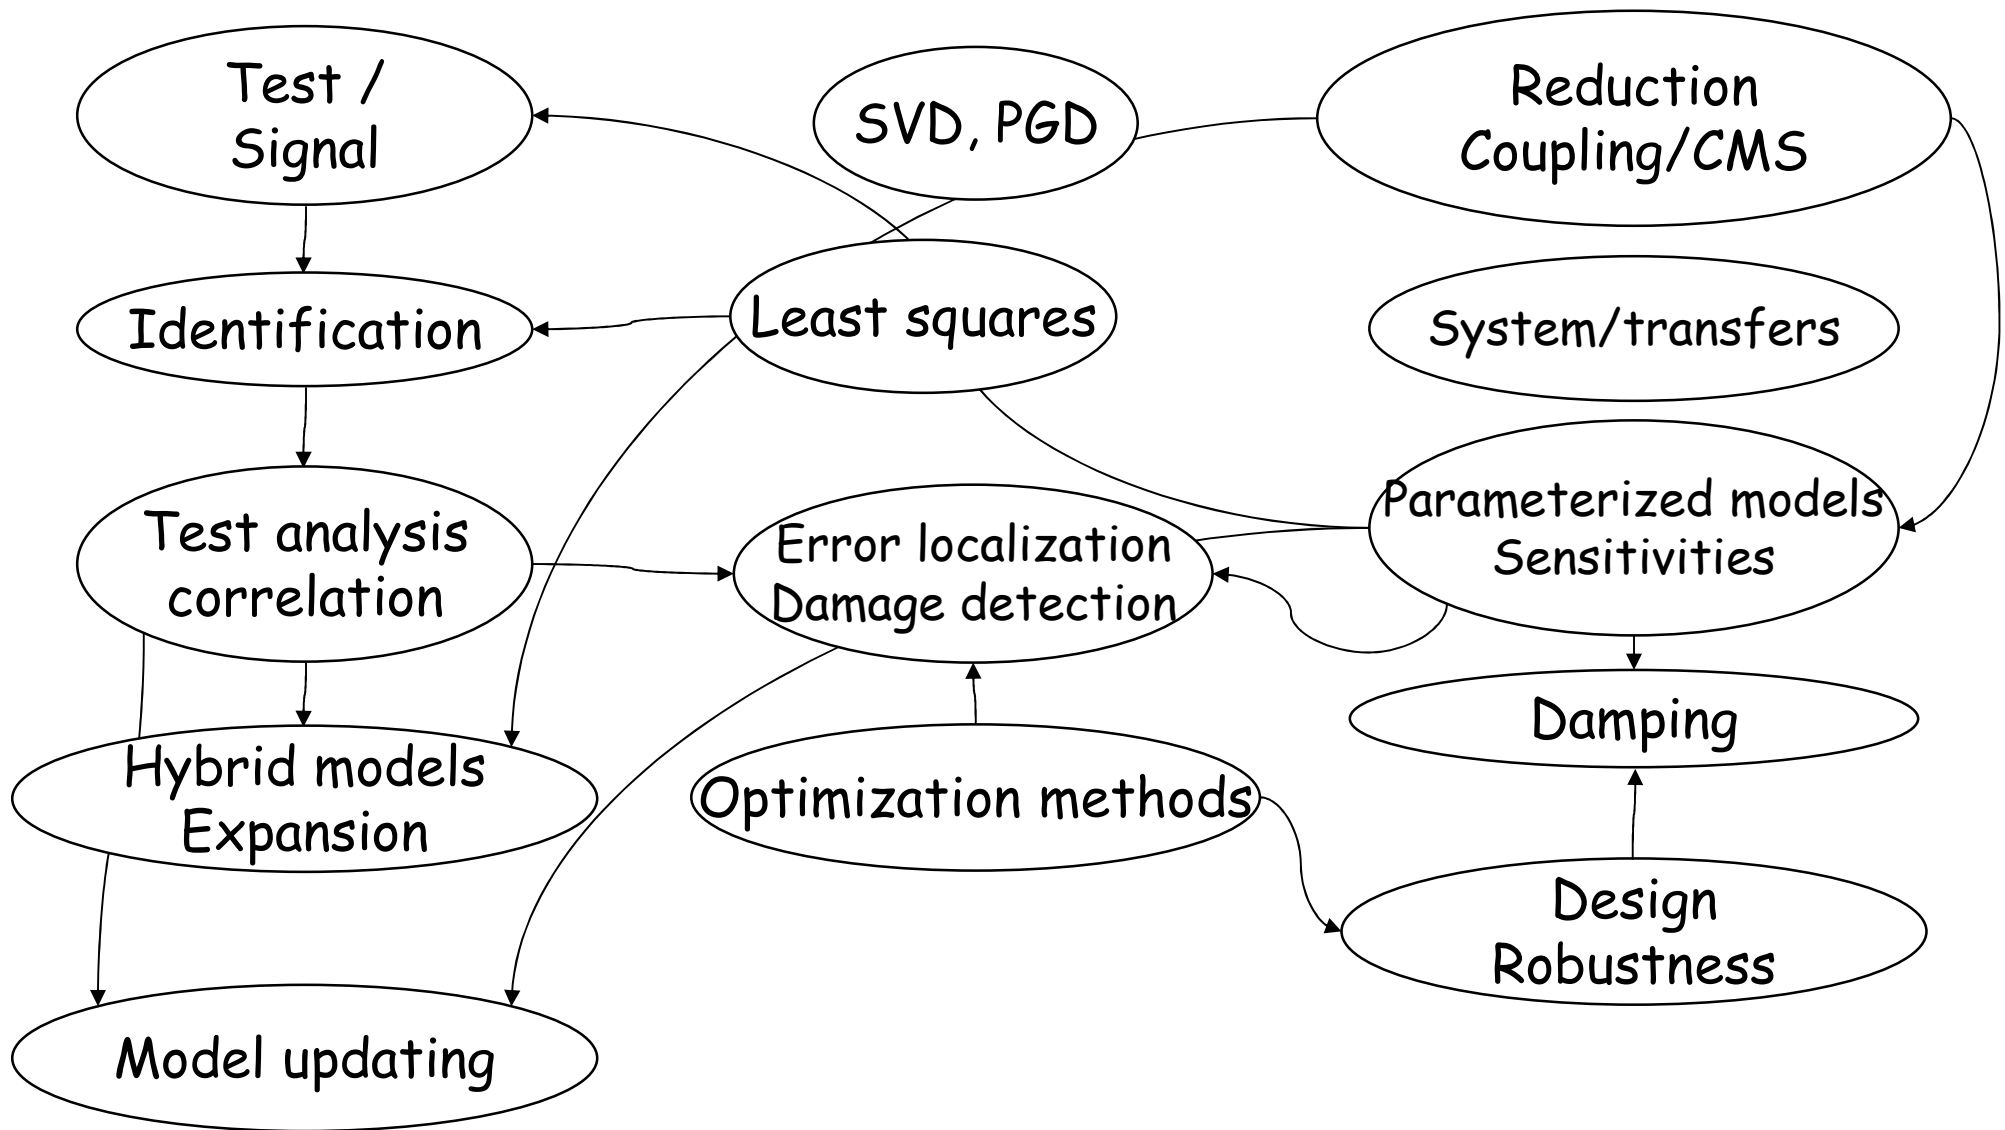 Test /
Signal
SVD, PGD
Reduction
Coupling/CMS
Identification
Least squares
System/transfers
Test analysis
correlation
Error localization
Damage detection
Parameterized models
Sensitivities
Hybrid models
Expansion
Optimization methods
Damping
Design
Robustness
Model updating